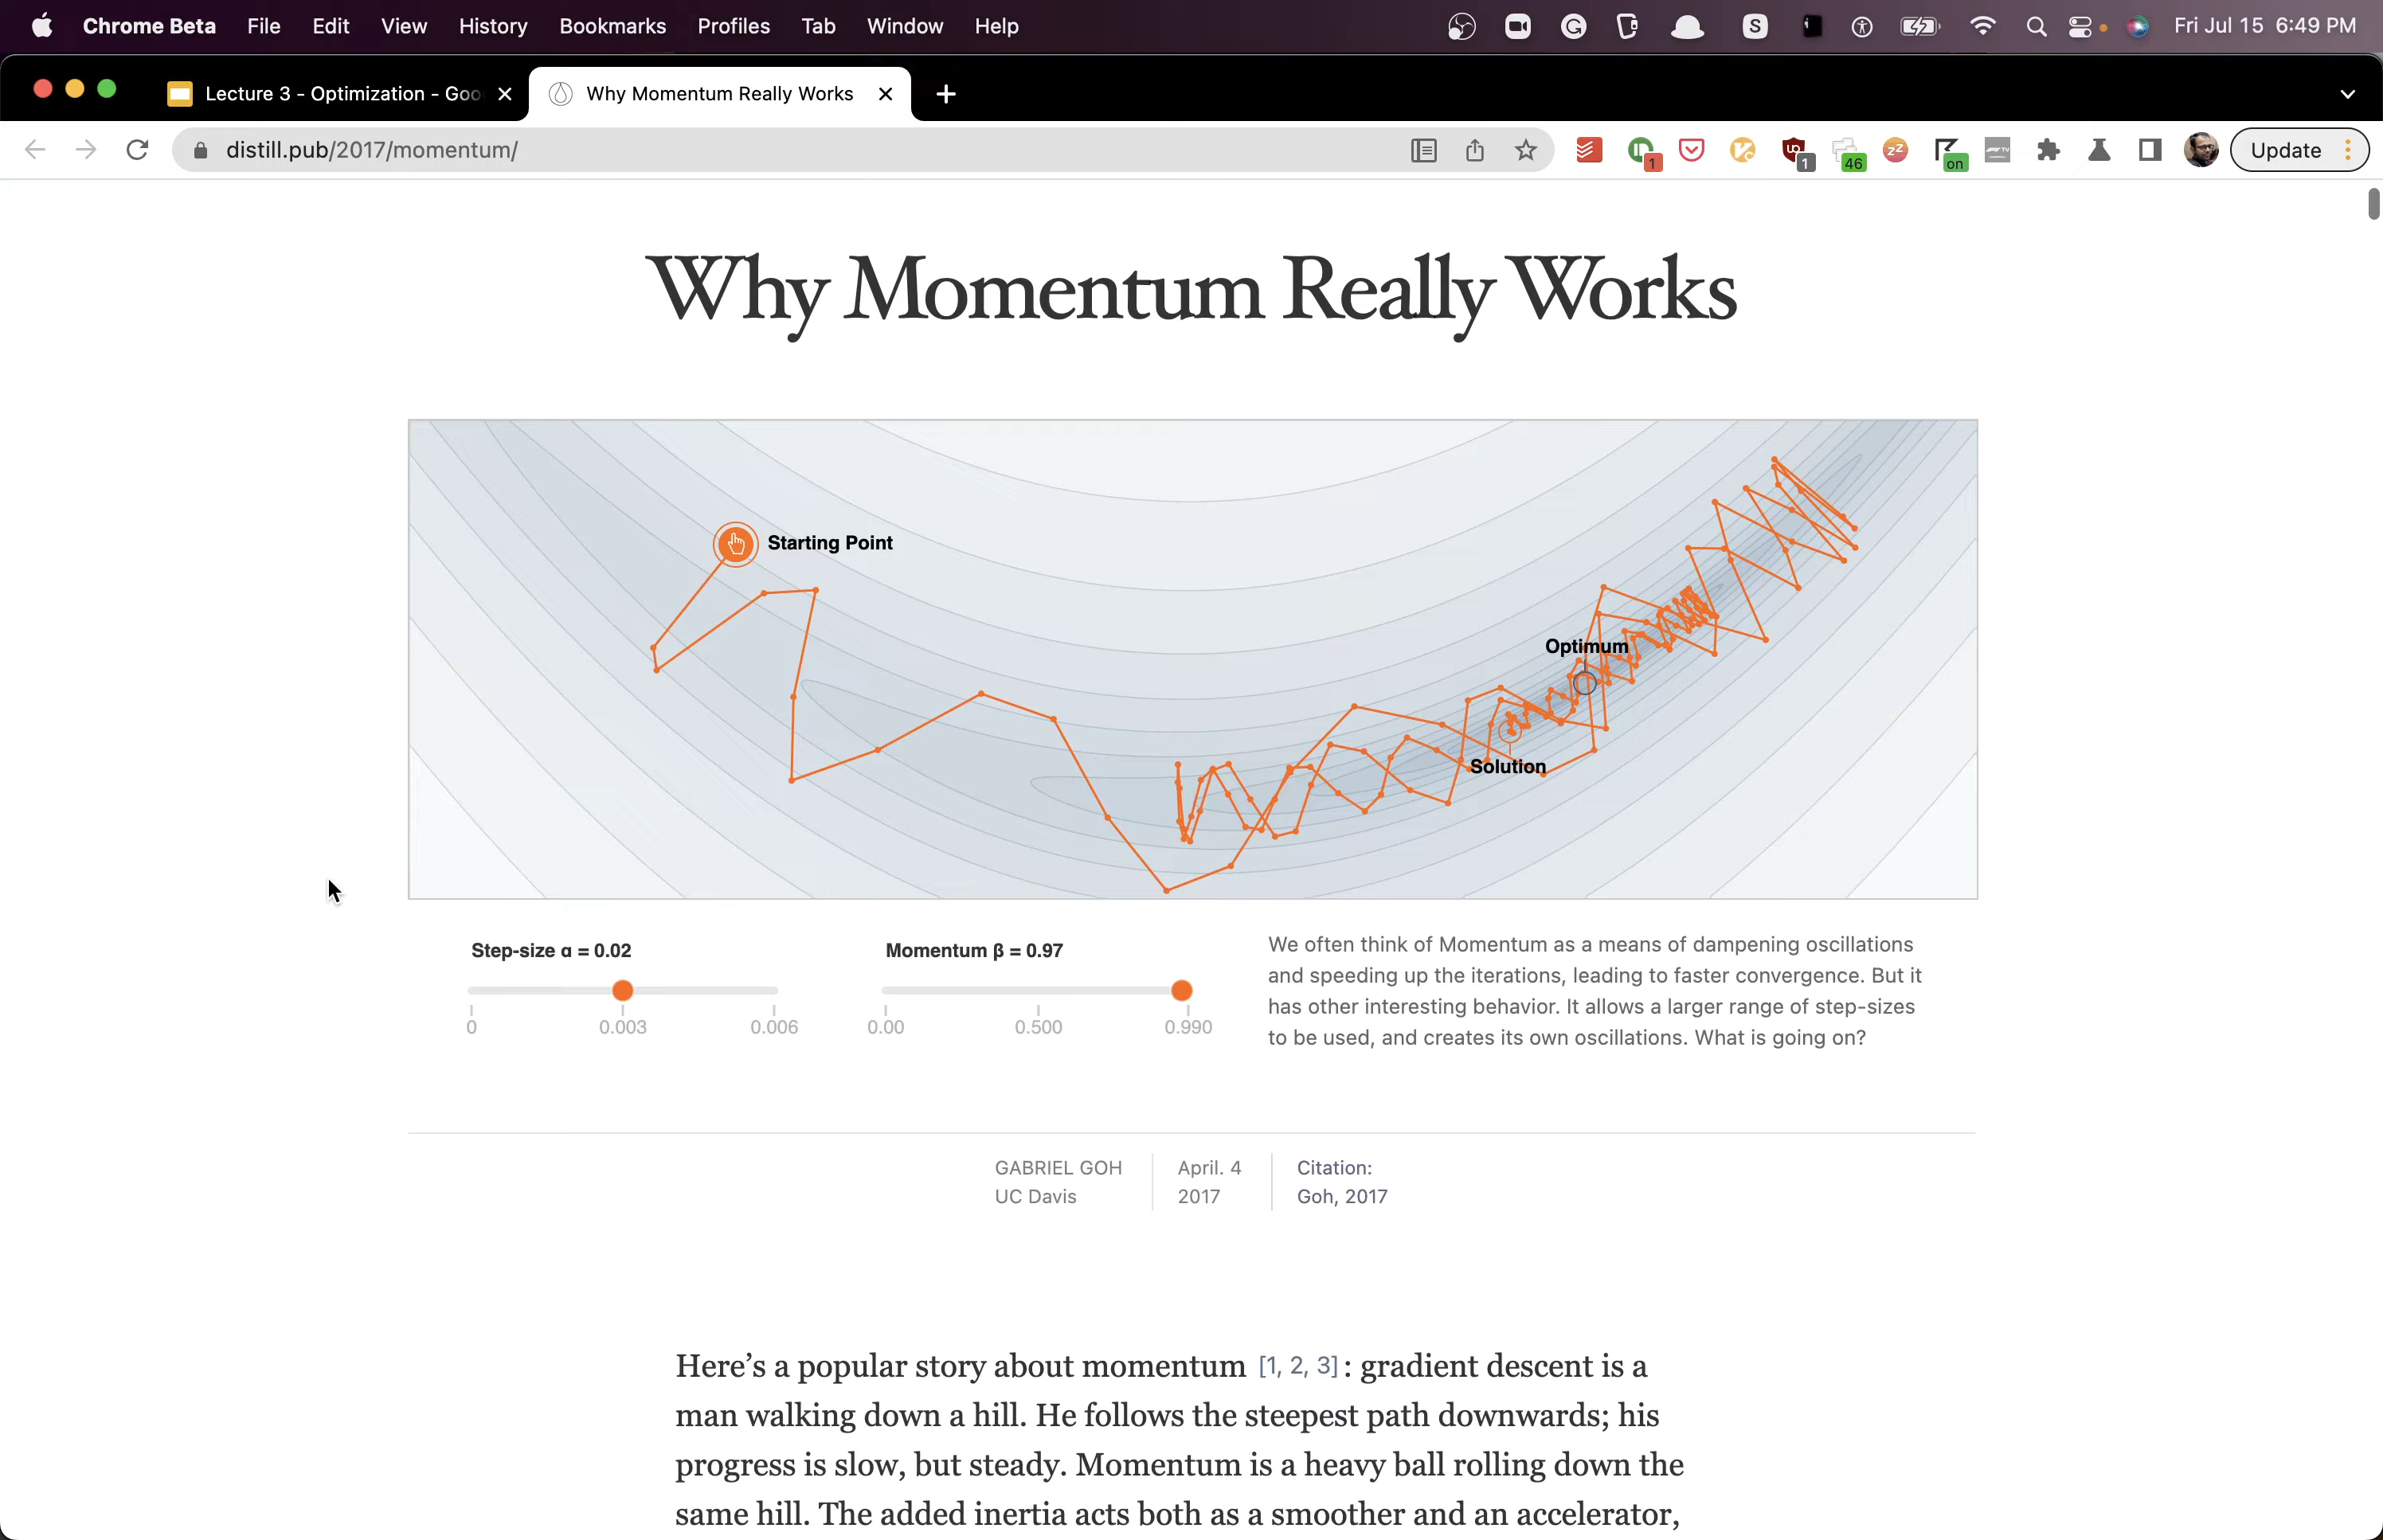 Chrome Beta File Edit View History Bookmarks Profiles Tab Window Help Fri Jul 15 6:49 PM
Lecture 3 - Optimization - Goo
Why Momentum Really Works
distill.pub/2017/momentum/
1
1
46
zZ
on
Update
Why Momentum Really Works
Starting Point
Optimum
Solution
Step-size α = 0.02
0 0.003 0.006
Momentum β = 0.97
0.00 0.500 0.990
We often think of Momentum as a means of dampening oscillations
and speeding up the iterations, leading to faster convergence. But it
has other interesting behavior. It allows a larger range of step-sizes
to be used, and creates its own oscillations. What is going on?
GABRIEL GOH
UC Davis
April. 4
2017
Citation:
Goh, 2017
Here’s a popular story about momentum [1, 2, 3]: gradient descent is a
man walking down a hill. He follows the steepest path downwards; his
progress is slow, but steady. Momentum is a heavy ball rolling down the
same hill. The added inertia acts both as a smoother and an accelerator,